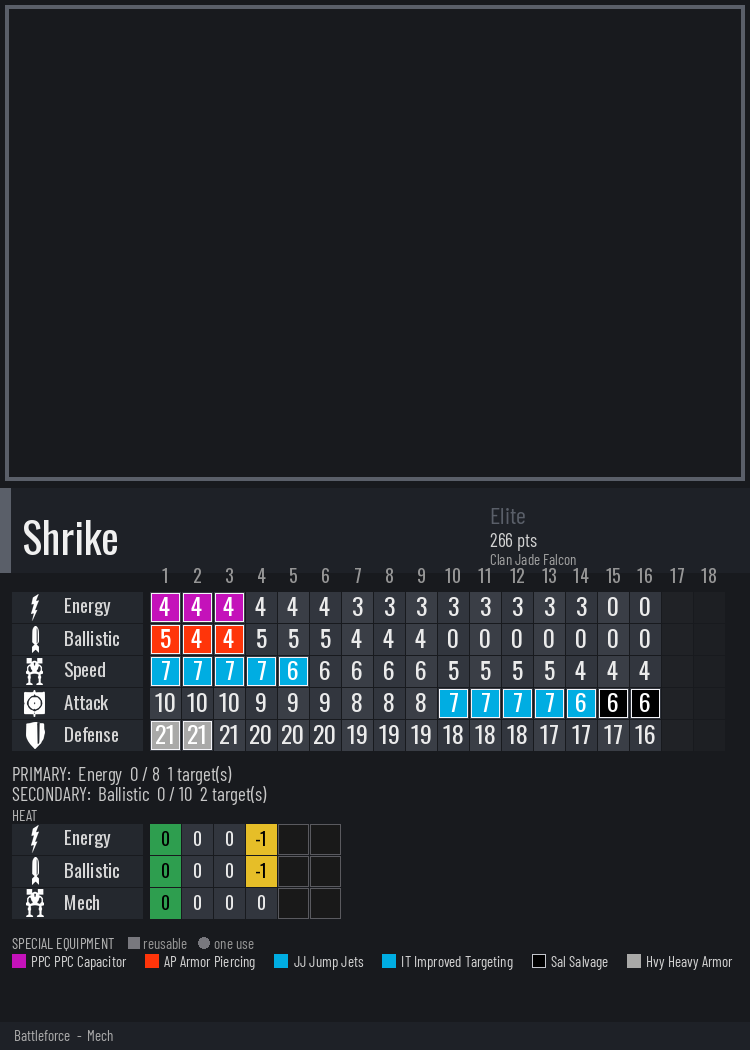 Shrike
Elite
266 pts
Clan Jade Falcon
1 2 3 4 5 6 7 8 9 10 11 12 13 14 15 16 17 18
Energy 4 4 4 4 4 4 3 3 3 3 3 3 3 3 0 0
Ballistic 5 4 4 5 5 5 4 4 4 0 0 0 0 0 0 0
Speed 7 7 7 7 6 6 6 6 6 5 5 5 5 4 4 4
Attack 10 10 10 9 9 9 8 8 8 7 7 7 7 6 6 6
Defense 21 21 21 20 20 20 19 19 19 18 18 18 17 17 17 16
PRIMARY: Energy 0 / 8 1 target(s)
SECONDARY: Ballistic 0 / 10 2 target(s)
HEAT
Energy 0 0 0 -1
Ballistic 0 0 0 -1
Mech 0 0 0 0
SPECIAL EQUIPMENT reusable one use
PPC PPC Capacitor AP Armor Piercing JJ Jump Jets IT Improved Targeting Sal Salvage Hvy Heavy Armor
Battleforce - Mech